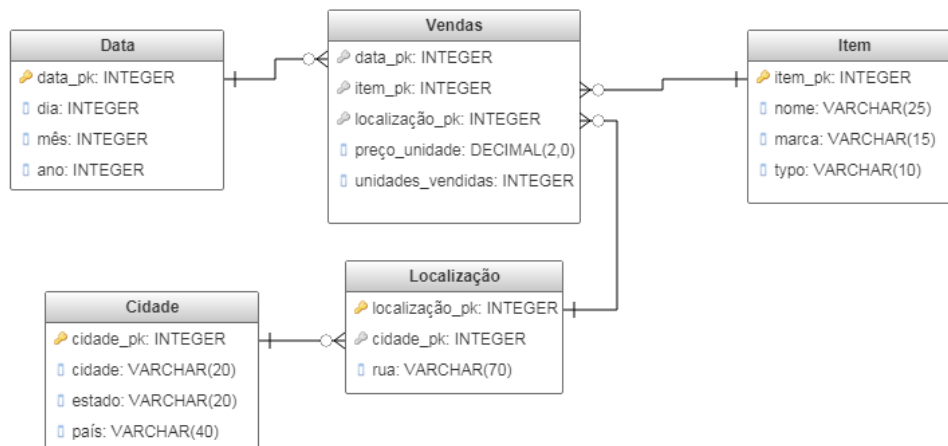 Data
data_pk: INTEGER
dia: INTEGER
mês: INTEGER
ano: INTEGER
Vendas
data_pk: INTEGER
item_pk: INTEGER
localização_pk: INTEGER
preço_unidade: DECIMAL(2,0)
unidades_vendidas: INTEGER
Item
item_pk: INTEGER
nome: VARCHAR(25)
marca: VARCHAR(15)
typo: VARCHAR(10)
Cidade
cidade_pk: INTEGER
cidade: VARCHAR(20)
estado: VARCHAR(20)
país: VARCHAR(40)
Localização
localização_pk: INTEGER
cidade_pk: INTEGER
rua: VARCHAR(70)